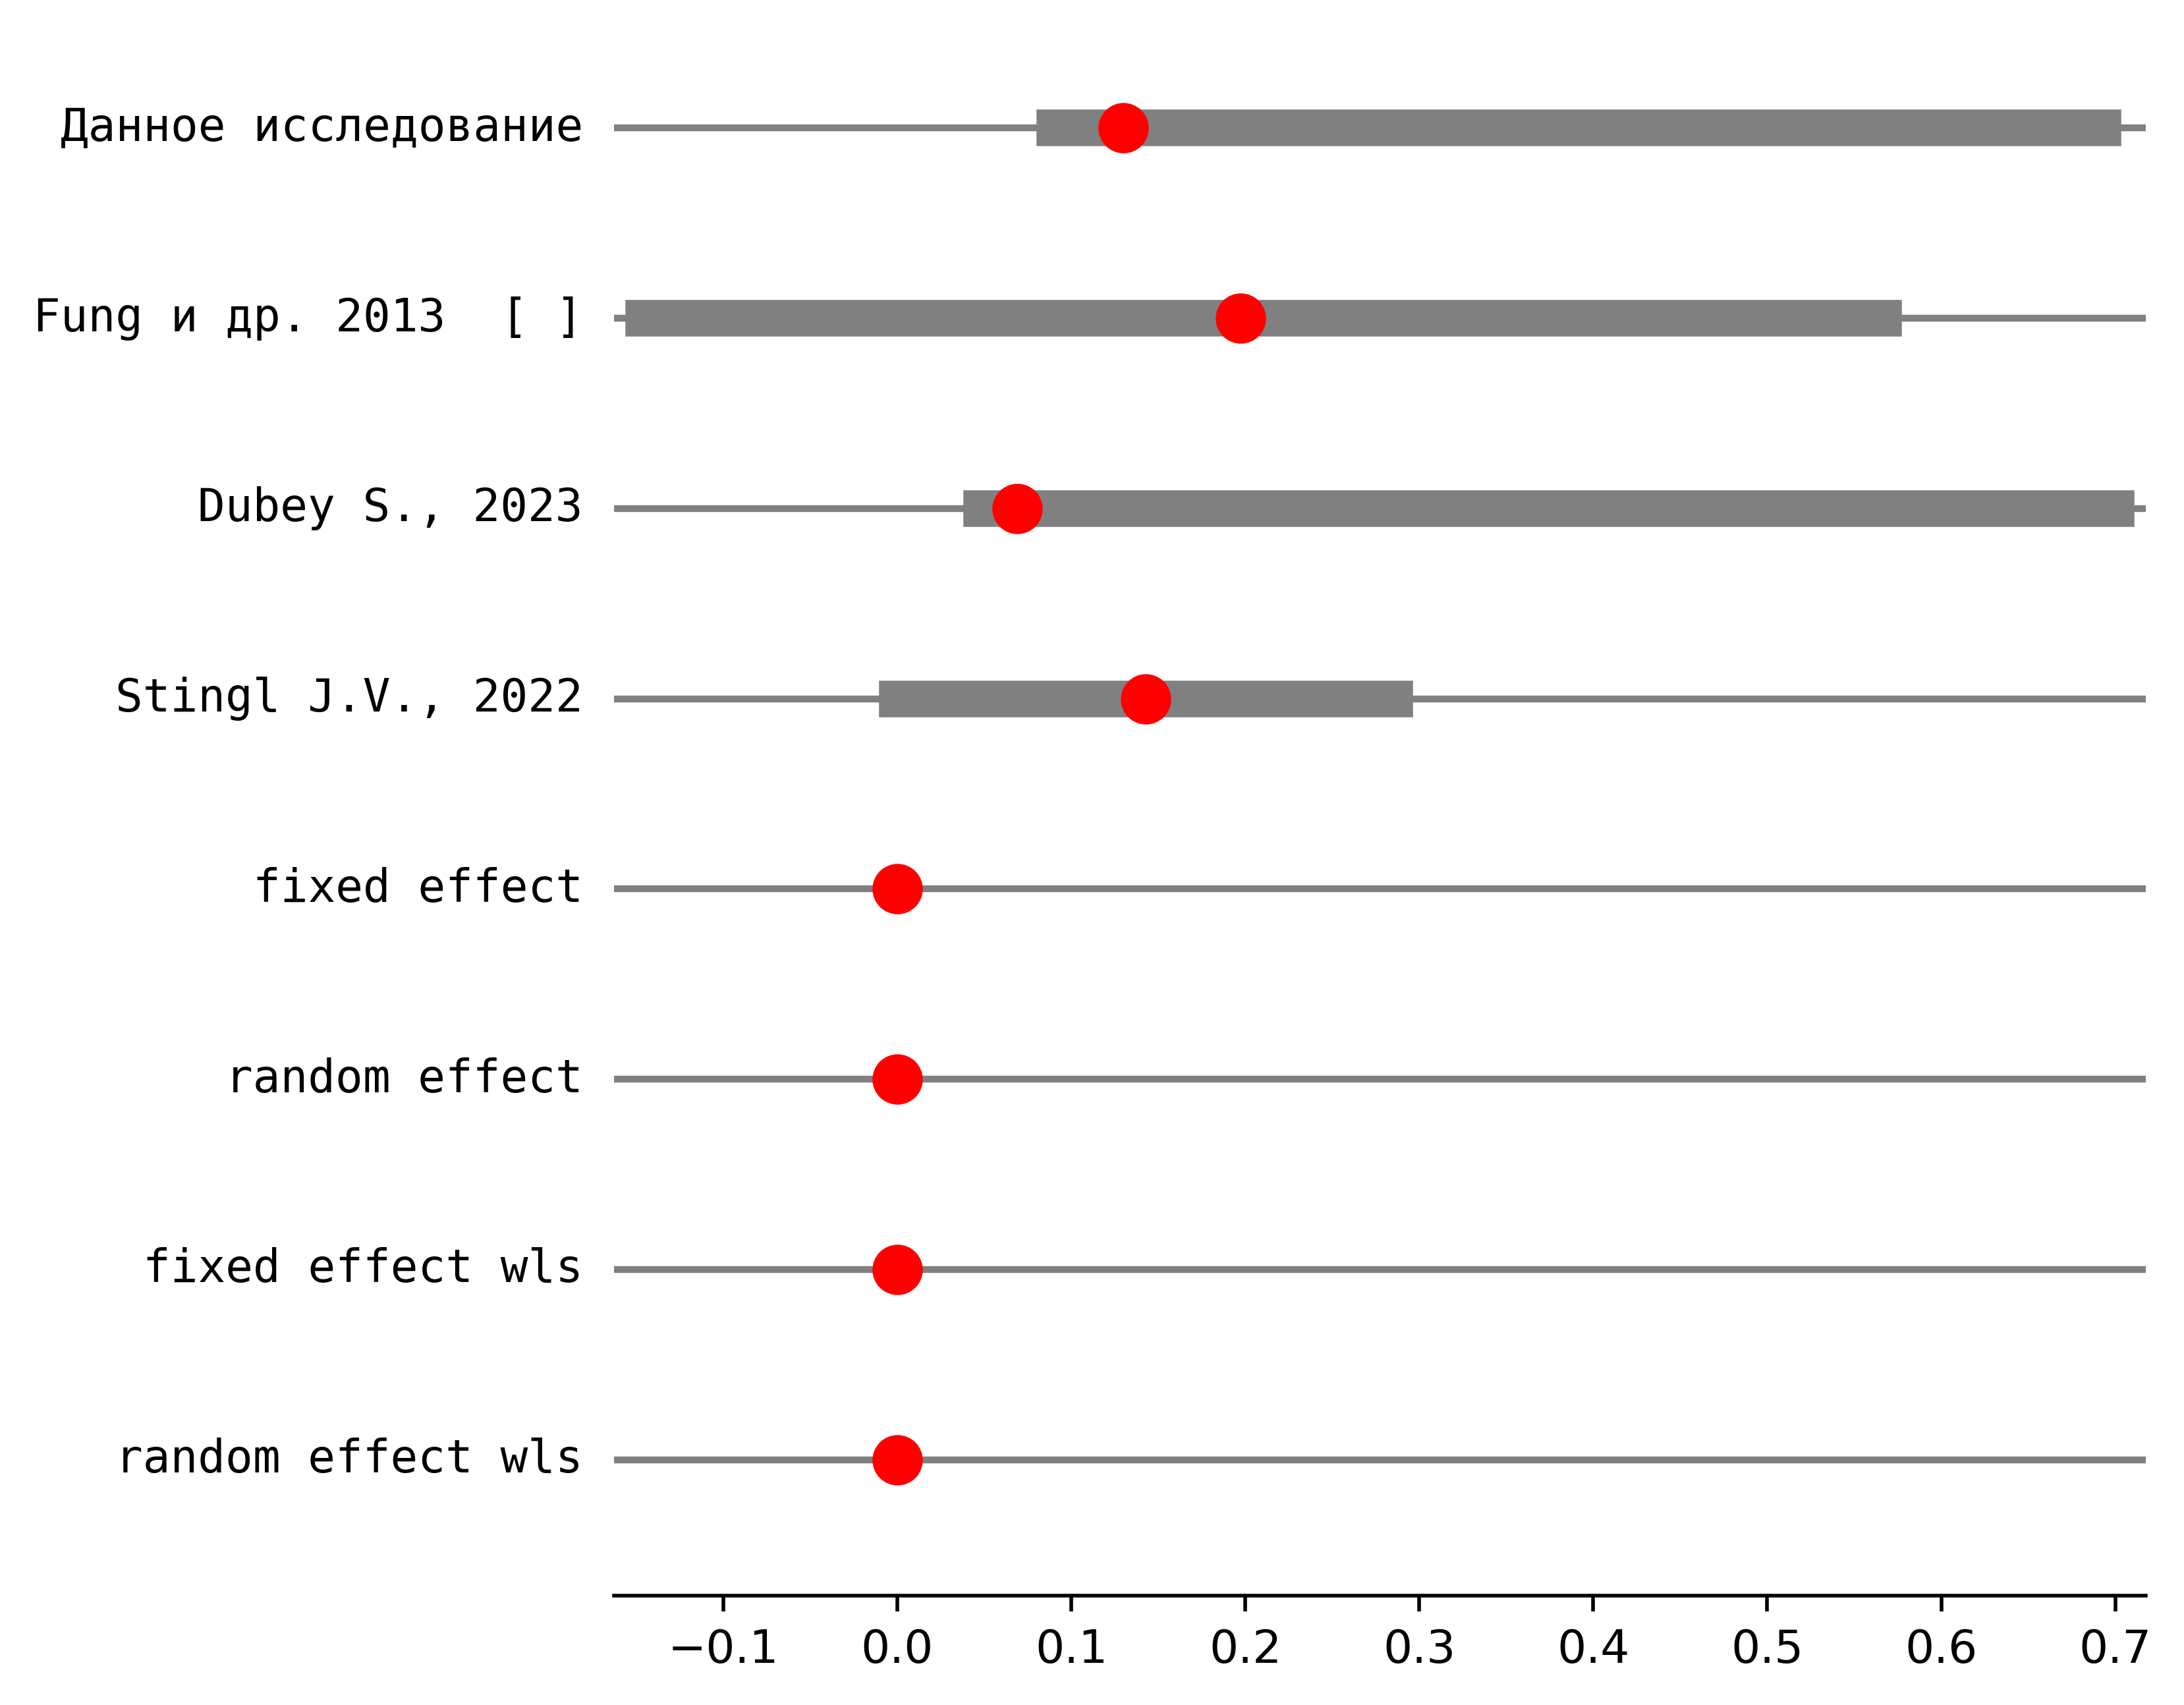 Данное исследование
Fung и др. 2013  [ ]
Dubey S., 2023
Stingl J.V., 2022
fixed effect
random effect
fixed effect wls
random effect wls
−0.1 0.0 0.1 0.2 0.3 0.4 0.5 0.6 0.7